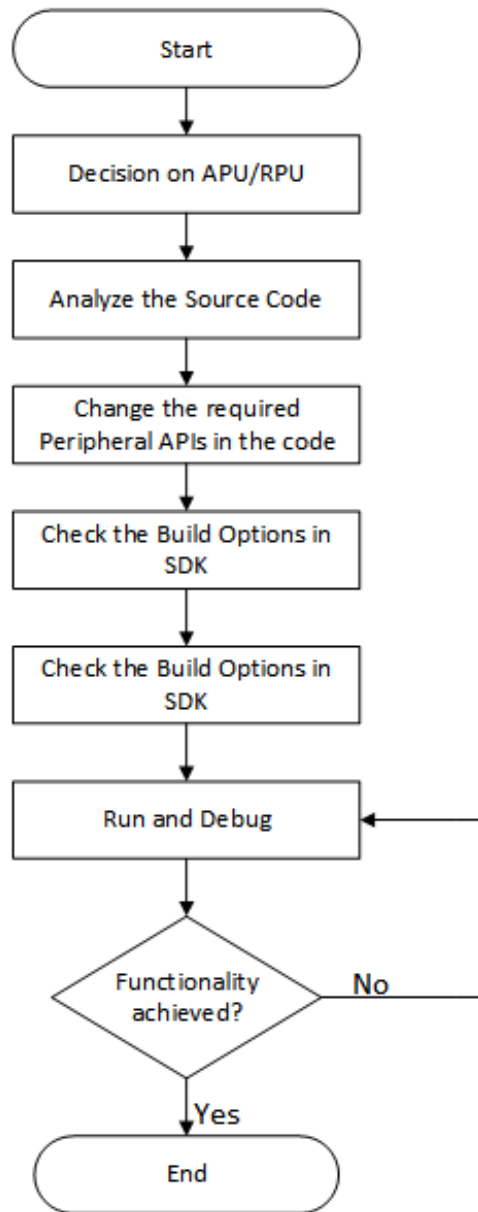 Start
Decision on APU/RPU
Analyze the Source Code
Change the required
Peripheral APIs in the code
Check the Build Options in
SDK
Check the Build Options in
SDK
Run and Debug
Functionality
achieved?
No
Yes
End